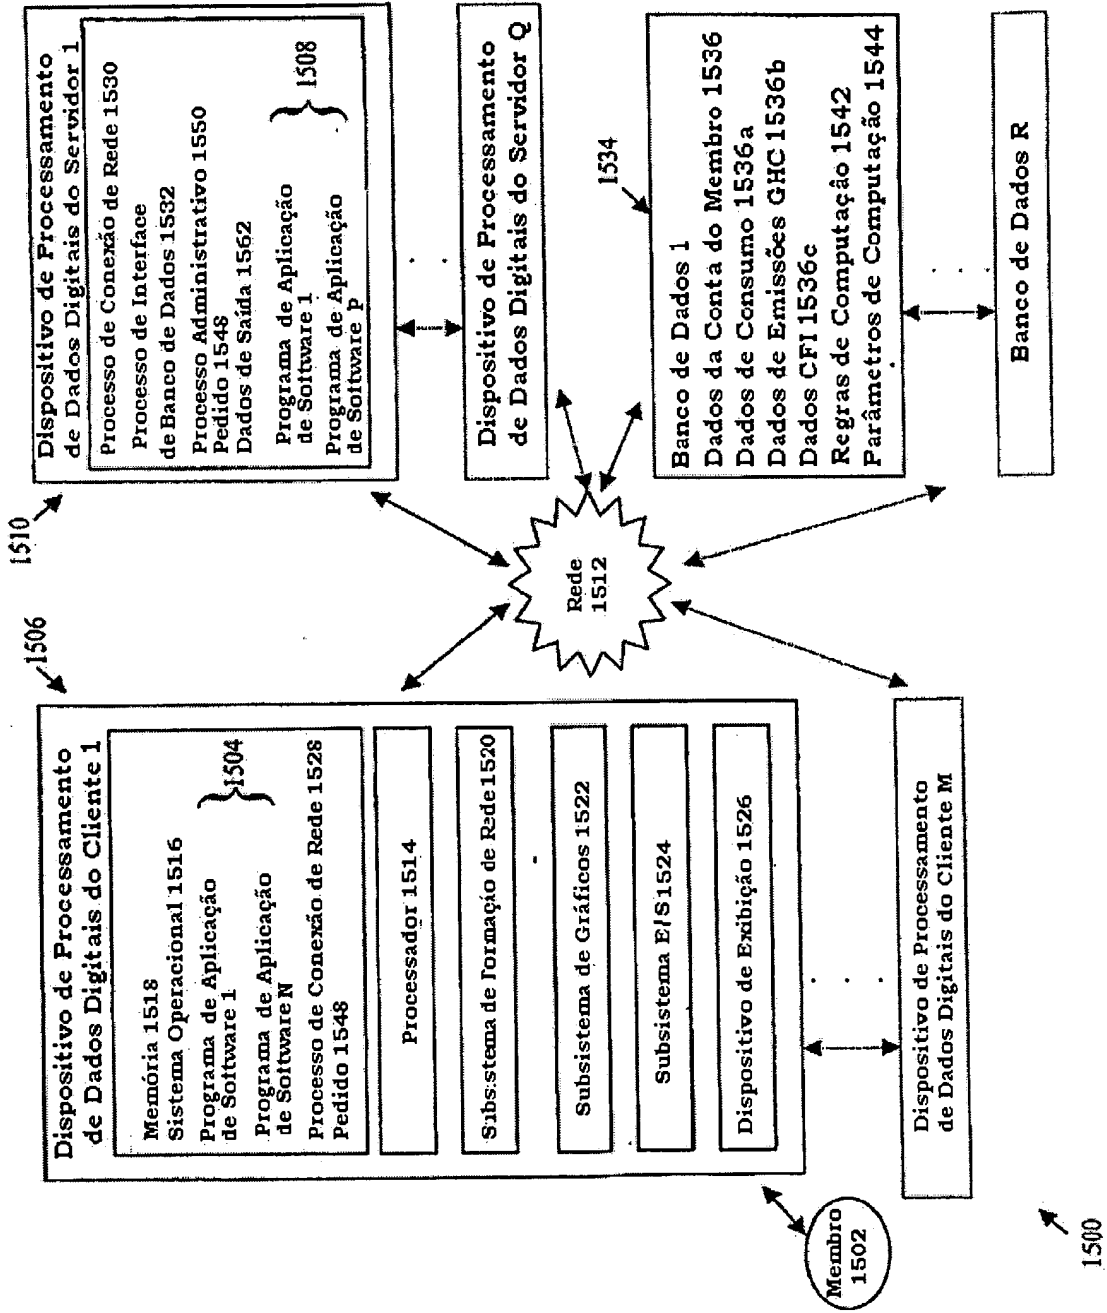 1506
Dispositivo de Processamento
de Dados Digitais do Cliente 1
Memória 1518
Sistema Operacional 1516
Programa de Aplicação
de Software 1
1504
Programa de Aplicação
de Software N
Processo de Conexão de Rede 1528
Pedido 1548
Processador 1514
Subsistema de Formação de Rede 1520
Subsistema de Gráficos 1522
Subsistema E/S 1524
Dispositivo de Exibição 1526
Dispositivo de Processamento
de Dados Digitais do Cliente M
Membro
1502
1500
Rede
1512
1510
Dispositivo de Processamento
de Dados Digitais do Servidor 1
Processo de Conexão de Rede 1530
Processo de Interface
de Banco de Dados 1532
Processo Administrativo 1550
Pedido 1548
Dados de Saída 1562
Programa de Aplicação
de Software 1
1508
Programa de Aplicação
de Software P
Dispositivo de Processamento
de Dados Digitais do Servidor Q
1534
Banco de Dados 1
Dados da Conta do Membro 1536
Dados de Consumo 1536a
Dados de Emissões GHC 1536b
Dados CFI 1536c
Regras de Computação 1542
Parâmetros de Computação 1544
Banco de Dados R